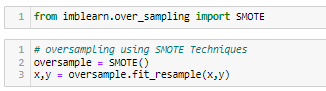 1 from imblearn.over_sampling import SMOTE
1 # oversampling using SMOTE Techniques
2 oversample = SMOTE()
3 x,y = oversample.fit_resample(x,y)